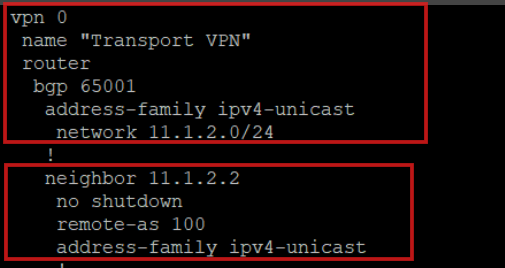 vpn 0
name "Transport VPN"
router
bgp 65001
address-family ipv4-unicast
network 11.1.2.0/24
!
neighbor 11.1.2.2
no shutdown
remote-as 100
address-family ipv4-unicast
!